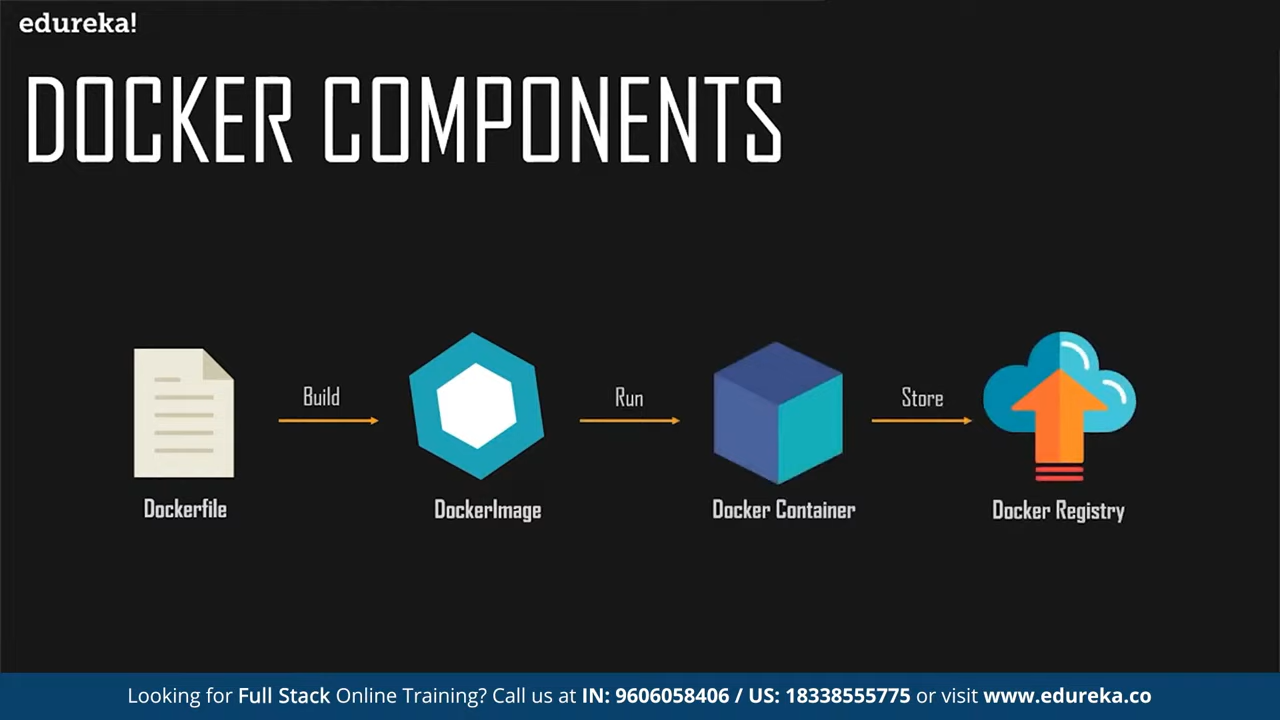 edureka!
DOCKER COMPONENTS
Build
Run
Store
Dockerfile
DockerImage
Docker Container
Docker Registry
Looking for Full Stack Online Training? Call us at IN: 9606058406 / US: 18338555775 or visit www.edureka.co